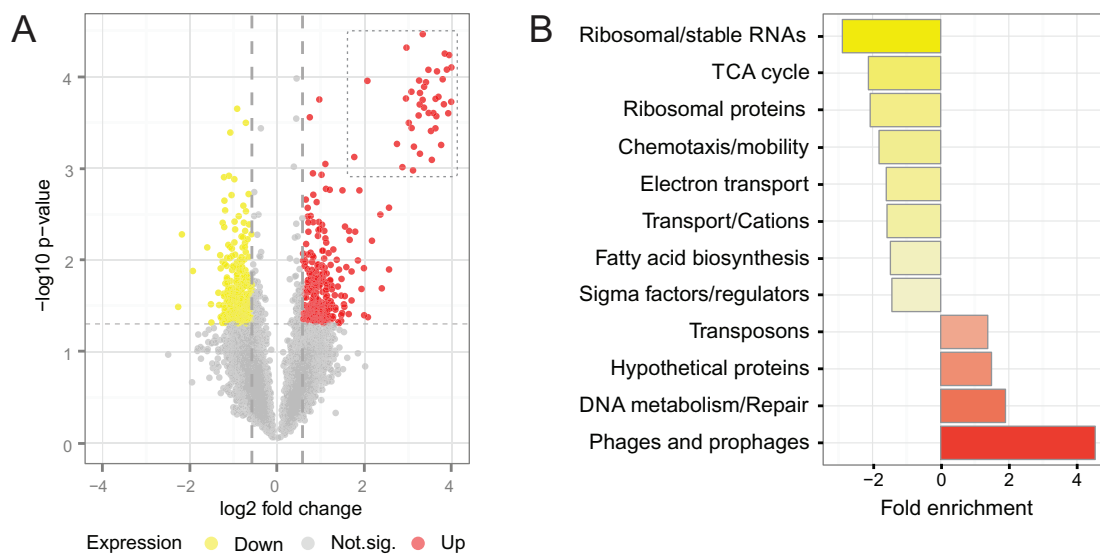 A
−log10 p−value
4
3
2
1
0
−4
−2
0
2
4
log2 fold change
Expression Down Not.sig. Up
B
Ribosomal/stable RNAs
TCA cycle
Ribosomal proteins
Chemotaxis/mobility
Electron transport
Transport/Cations
Fatty acid biosynthesis
Sigma factors/regulators
Transposons
Hypothetical proteins
DNA metabolism/Repair
Phages and prophages
−2
0
2
4
Fold enrichment